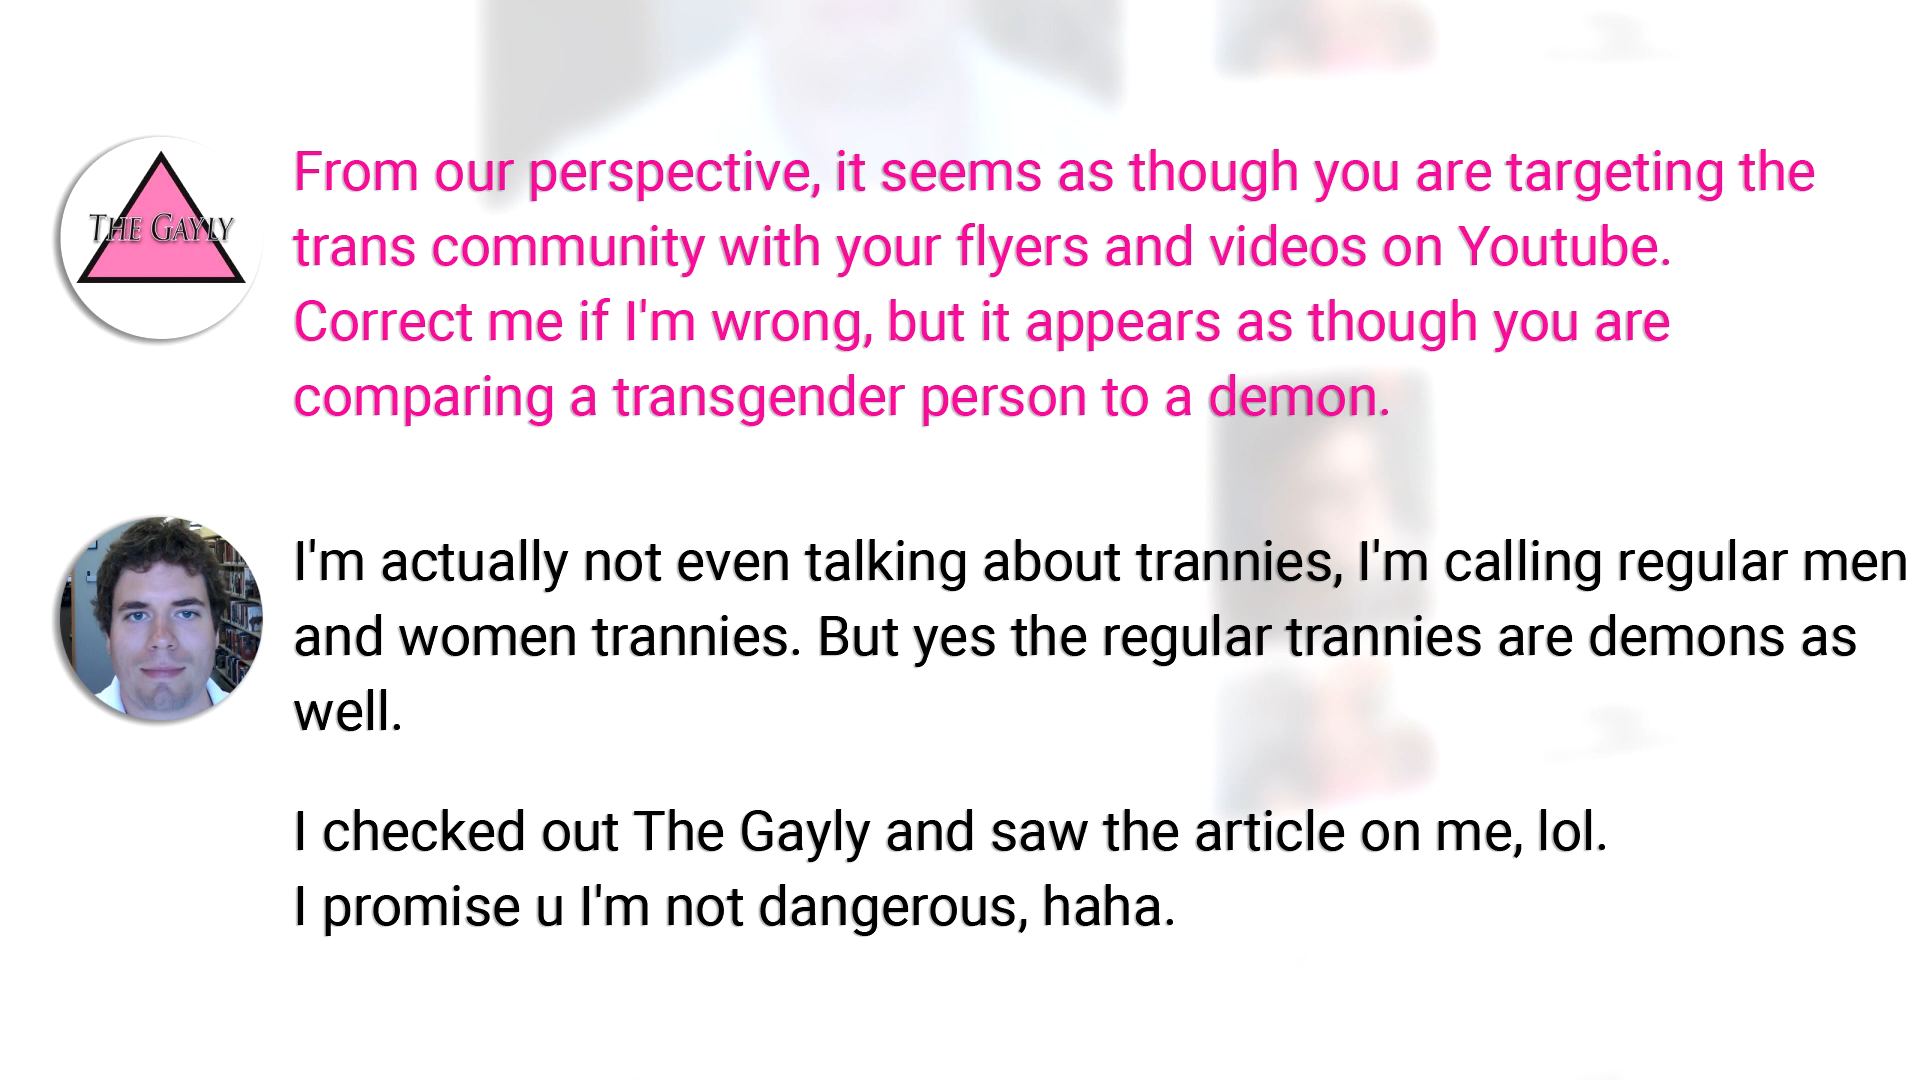 From our perspective, it seems as though you are targeting the
trans community with your flyers and videos on Youtube.
THE GAYLY
Correct me if I'm wrong, but it appears as though you are
comparing a transgender person to a demon.
I'm actually not even talking about trannies, I'm calling regular men
and women trannies. But yes the regular trannies are demons as
well.
I checked out The Gayly and saw the article on me, lol.
I promise u I'm not dangerous, haha.